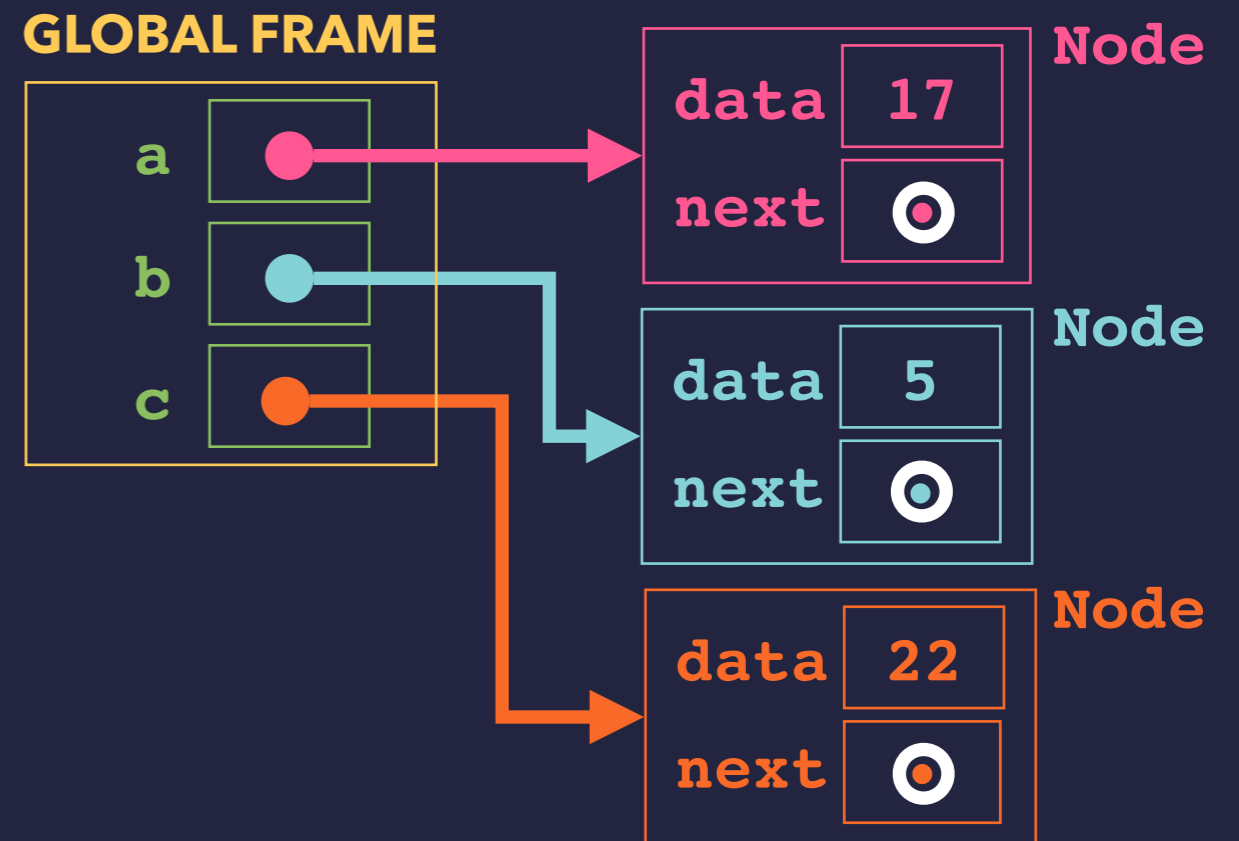 GLOBAL FRAME
a
b
c
Node
data 17
next
Node
data 5
next
Node
data 22
next